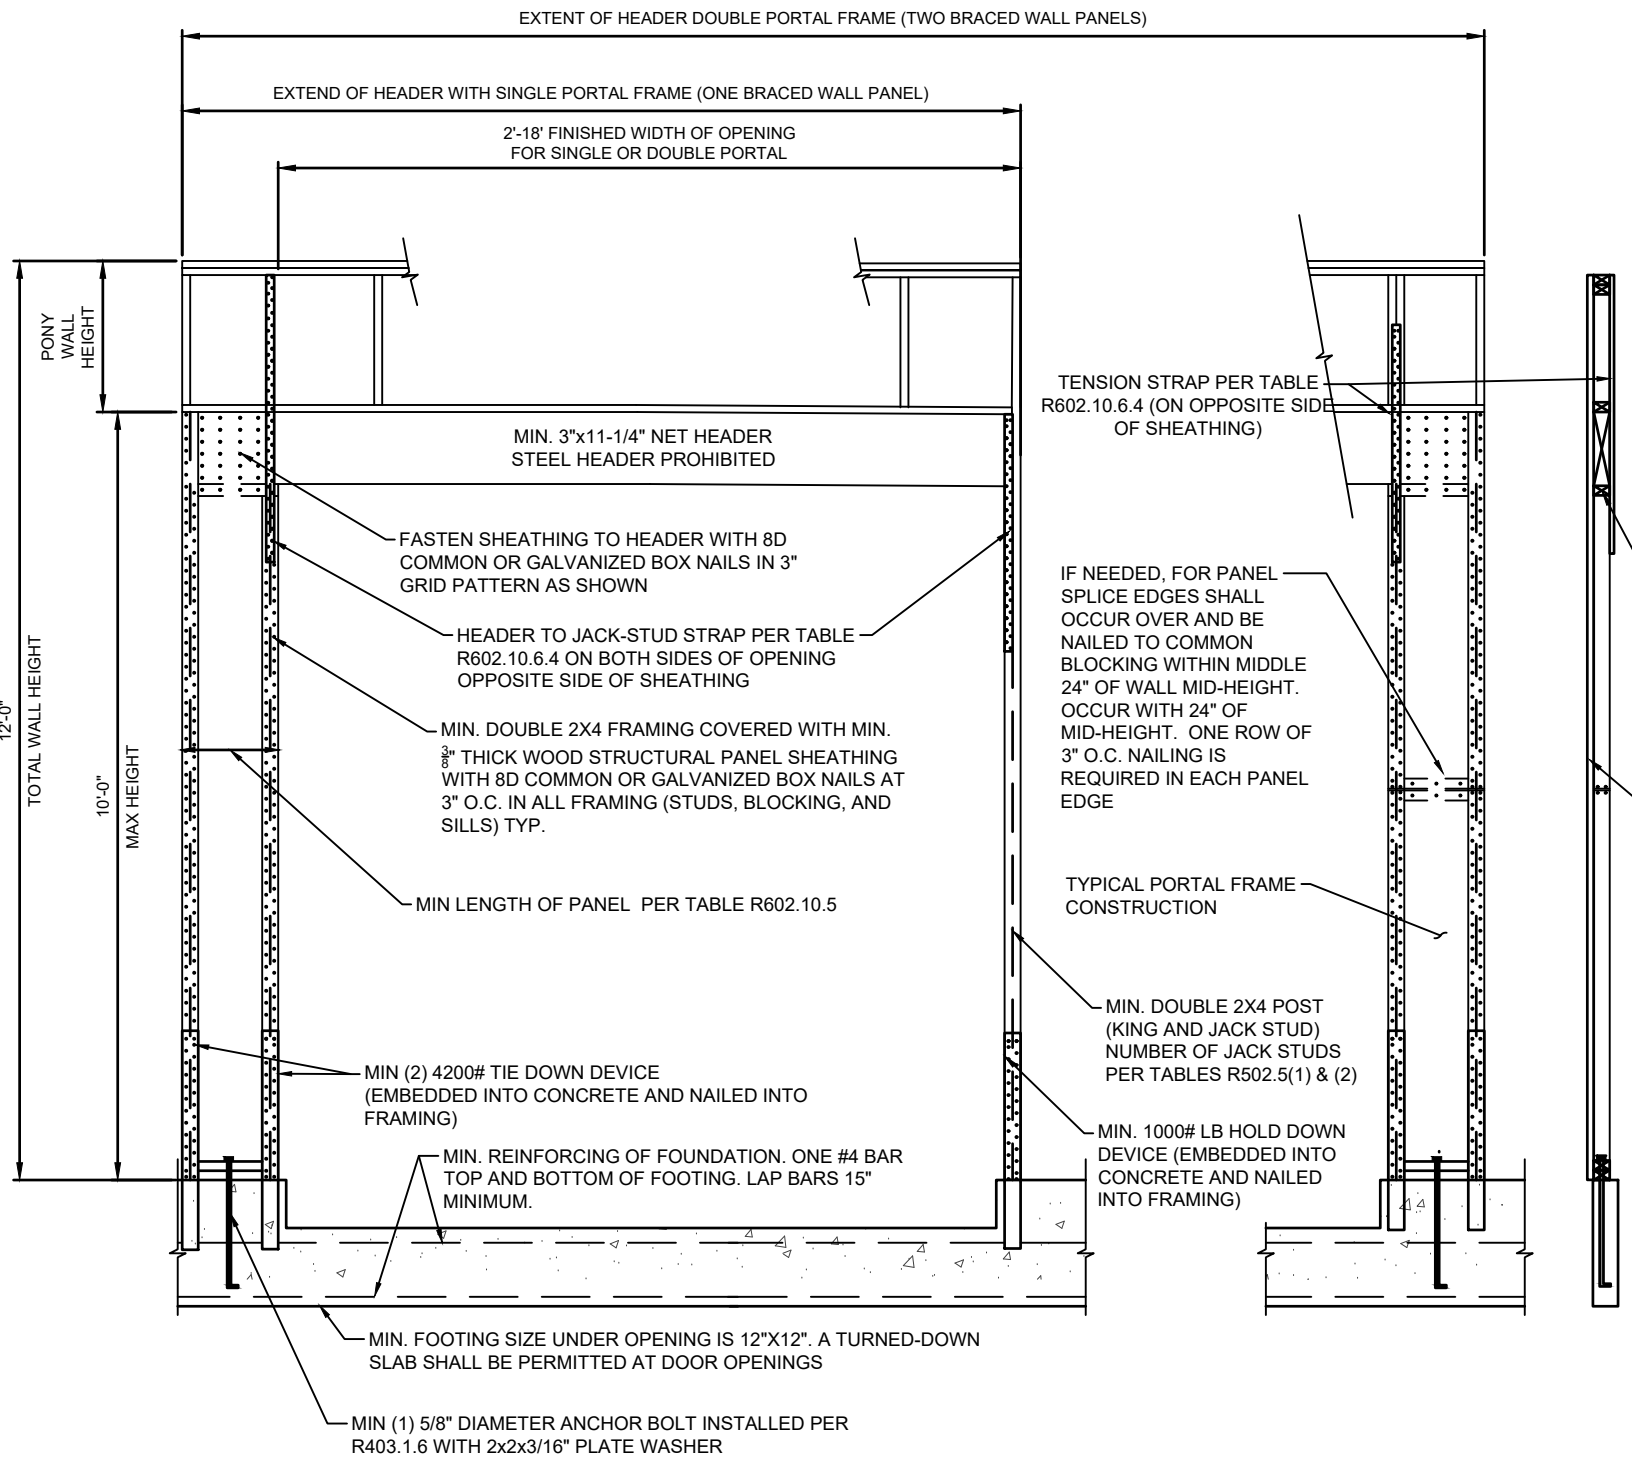 EXTENT OF HEADER DOUBLE PORTAL FRAME (TWO BRACED WALL PANELS)
EXTEND OF HEADER WITH SINGLE PORTAL FRAME (ONE BRACED WALL PANEL)
2'-18' FINISHED WIDTH OF OPENING
FOR SINGLE OR DOUBLE PORTAL
PONY
WALL
HEIGHT
12'-0"
TOTAL WALL HEIGHT
10'-0"
MAX HEIGHT
MIN. 3"x11-1/4" NET HEADER
STEEL HEADER PROHIBITED
TENSION STRAP PER TABLE
R602.10.6.4 (ON OPPOSITE SIDE
OF SHEATHING)
FASTEN SHEATHING TO HEADER WITH 8D
COMMON OR GALVANIZED BOX NAILS IN 3"
GRID PATTERN AS SHOWN
HEADER TO JACK-STUD STRAP PER TABLE
R602.10.6.4 ON BOTH SIDES OF OPENING
OPPOSITE SIDE OF SHEATHING
IF NEEDED, FOR PANEL
SPLICE EDGES SHALL
OCCUR OVER AND BE
NAILED TO COMMON
BLOCKING WITHIN MIDDLE
24" OF WALL MID-HEIGHT.
OCCUR WITH 24" OF
MID-HEIGHT. ONE ROW OF
3" O.C. NAILING IS
REQUIRED IN EACH PANEL
EDGE
MIN. DOUBLE 2X4 FRAMING COVERED WITH MIN.
3/8" THICK WOOD STRUCTURAL PANEL SHEATHING
WITH 8D COMMON OR GALVANIZED BOX NAILS AT
3" O.C. IN ALL FRAMING (STUDS, BLOCKING, AND
SILLS) TYP.
MIN LENGTH OF PANEL PER TABLE R602.10.5
TYPICAL PORTAL FRAME
CONSTRUCTION
MIN. DOUBLE 2X4 POST
(KING AND JACK STUD)
NUMBER OF JACK STUDS
PER TABLES R502.5(1) & (2)
MIN (2) 4200# TIE DOWN DEVICE
(EMBEDDED INTO CONCRETE AND NAILED INTO
FRAMING)
MIN. 1000# LB HOLD DOWN
DEVICE (EMBEDDED INTO
CONCRETE AND NAILED
INTO FRAMING)
MIN. REINFORCING OF FOUNDATION. ONE #4 BAR
TOP AND BOTTOM OF FOOTING. LAP BARS 15"
MINIMUM.
MIN. FOOTING SIZE UNDER OPENING IS 12"X12". A TURNED-DOWN
SLAB SHALL BE PERMITTED AT DOOR OPENINGS
MIN (1) 5/8" DIAMETER ANCHOR BOLT INSTALLED PER
R403.1.6 WITH 2x2x3/16" PLATE WASHER